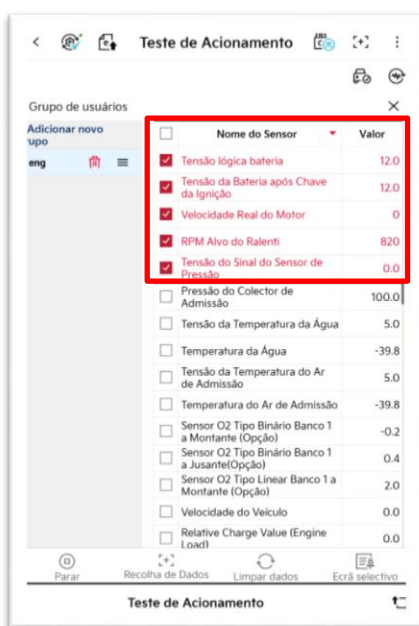 Teste de Acionamento
Grupo de usuários
Adicionar novo
upo
Nome do Sensor Valor
eng
Tensão lógica bateria 12.0
Tensão da Bateria após Chave
da Ignição 12.0
Velocidade Real do Motor 0
RPM Alvo do Ralenti 820
Tensão do Sinal do Sensor de
Pressão 0.0
Pressão do Colector de
Admissão 100.0
Tensão da Temperatura da Água 5.0
Temperatura da Água -39.8
Tensão da Temperatura do Ar
de Admissão 5.0
Temperatura do Ar de Admissão -39.8
Sensor O2 Tipo Binário Banco 1
a Montante (Opção) -0.2
Sensor O2 Tipo Binário Banco 1
a Jusante(Opção) 0.4
Sensor O2 Tipo Linear Banco 1 a
Montante (Opção) 2.0
Velocidade do Veículo 0.0
Relative Charge Value (Engine
Load) 0.0
Parar Recolha de Dados Limpar dados Ecrã selectivo
Teste de Acionamento